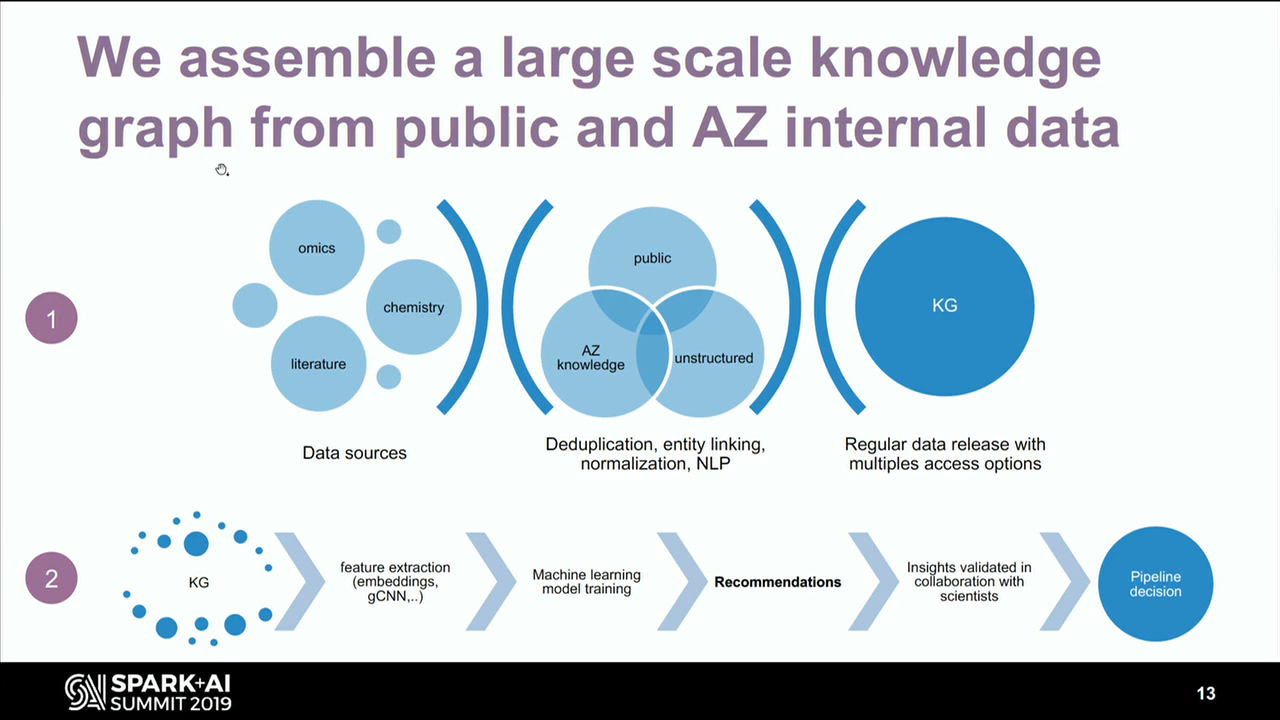 We assemble a large scale knowledge
graph from public and AZ internal data
1
omics
chemistry
literature
Data sources
public
AZ
knowledge
unstructured
Deduplication, entity linking,
normalization, NLP
KG
Regular data release with
multiples access options
2
KG
feature extraction
(embeddings,
gCNN,..)
Machine learning
model training
Recommendations
Insights validated in
collaboration with
scientists
Pipeline
decision
SPARK+AI
SUMMIT 2019
13